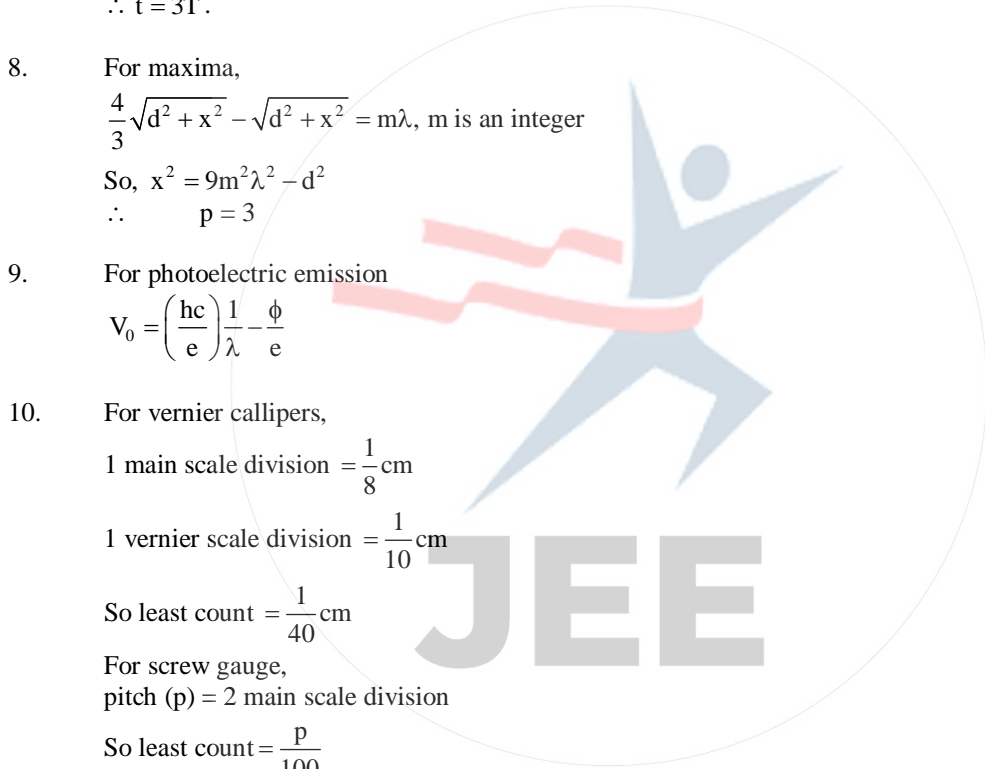 ∴ t = 3T.
8. For maxima,
4/3 √(d² + x²) − √(d² + x²) = mλ, m is an integer
So, x² = 9m²λ² − d²
∴ p = 3
9. For photoelectric emission
V₀ = (hc/e) 1/λ − ϕ/e
10. For vernier callipers,
1 main scale division = 1/8 cm
1 vernier scale division = 1/10 cm
So least count = 1/40 cm
For screw gauge,
pitch (p) = 2 main scale division
So least count = p/100
JEE